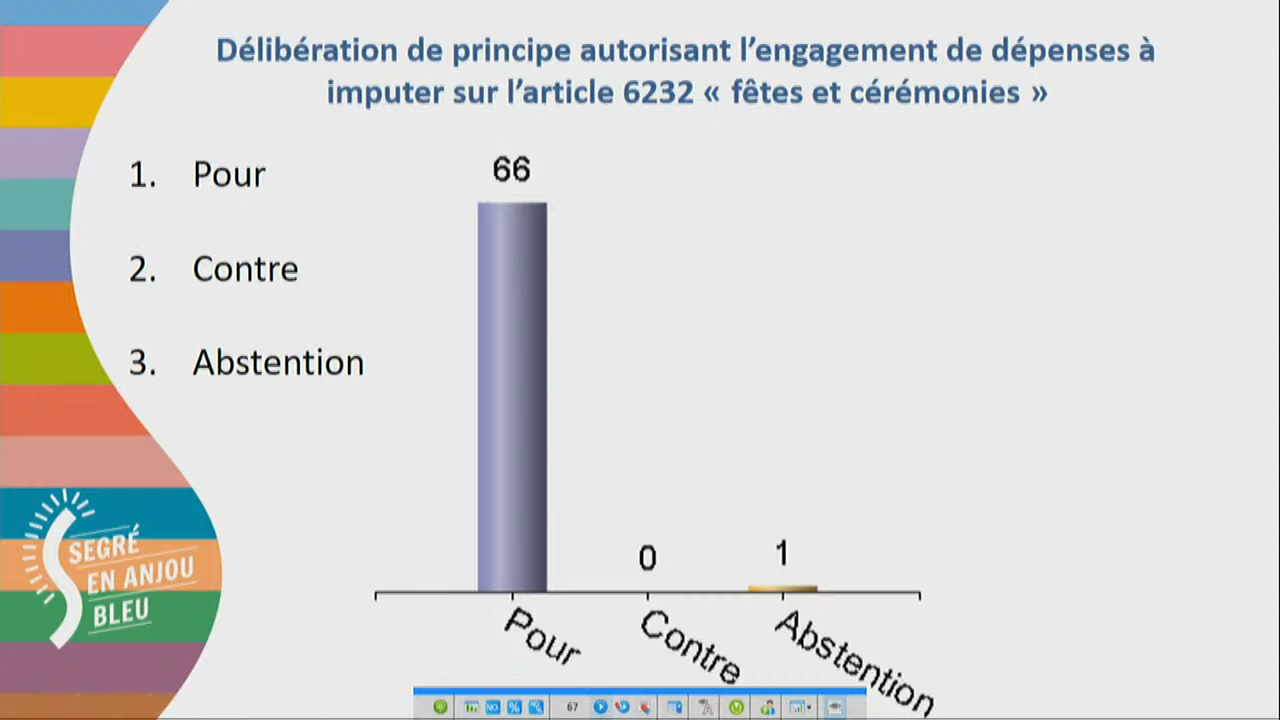 Délibération de principe autorisant l’engagement de dépenses à
imputer sur l’article 6232 « fêtes et cérémonies »
1. Pour
2. Contre
3. Abstention
66
0
1
Pour
Contre
Abstention
SEGRÉ
EN ANJOU
BLEU
NO.
%
67